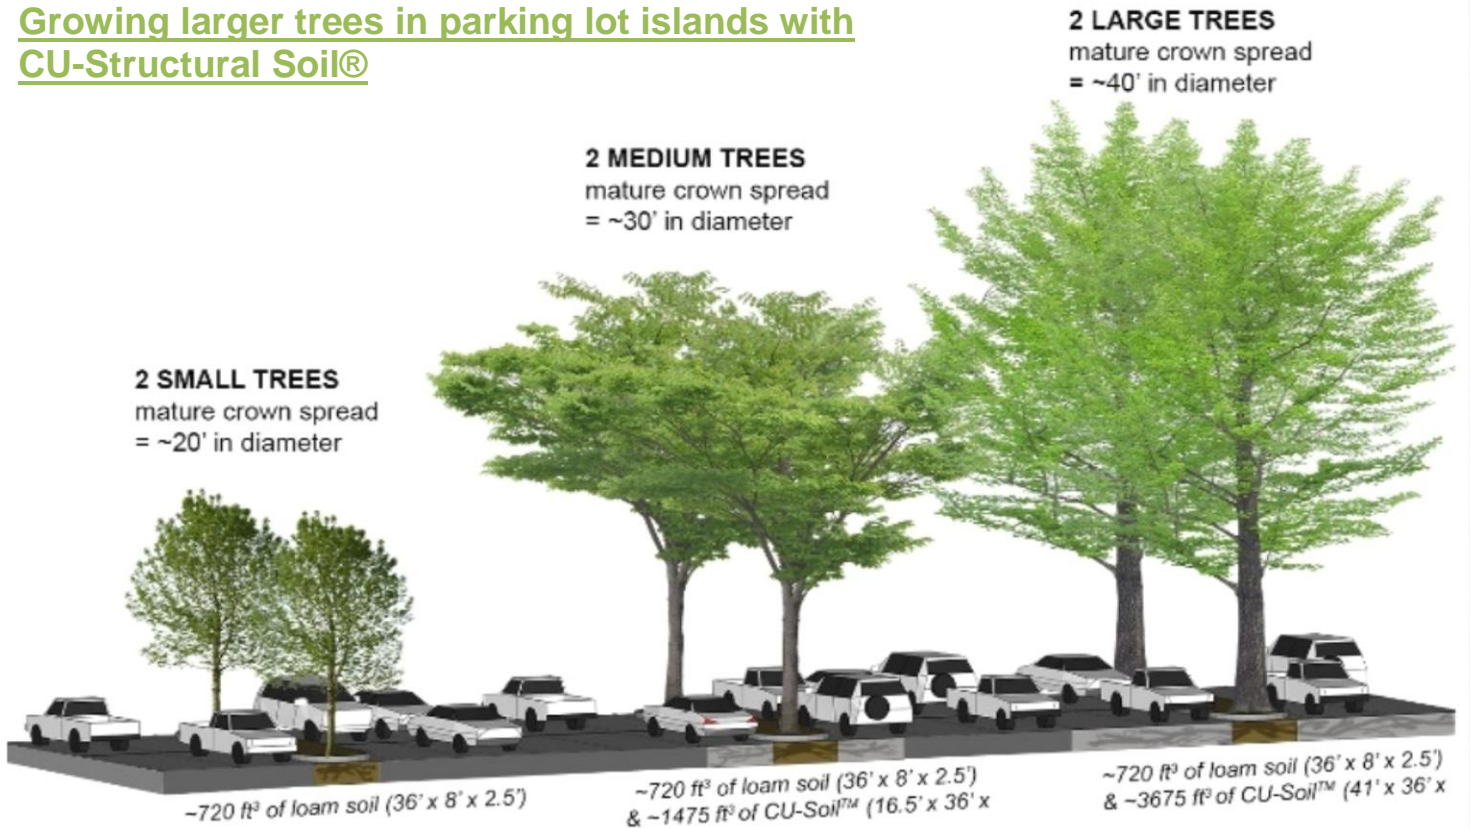 Growing larger trees in parking lot islands with
CU-Structural Soil®
2 LARGE TREES
mature crown spread
= ~40' in diameter
2 MEDIUM TREES
mature crown spread
= ~30' in diameter
2 SMALL TREES
mature crown spread
= ~20' in diameter
~720 ft³ of loam soil (36' x 8' x 2.5')
~720 ft³ of loam soil (36' x 8' x 2.5')
& ~1475 ft³ of CU-Soil™ (16.5' x 36' x
~720 ft³ of loam soil (36' x 8' x 2.5')
& ~3675 ft³ of CU-Soil™ (41' x 36' x